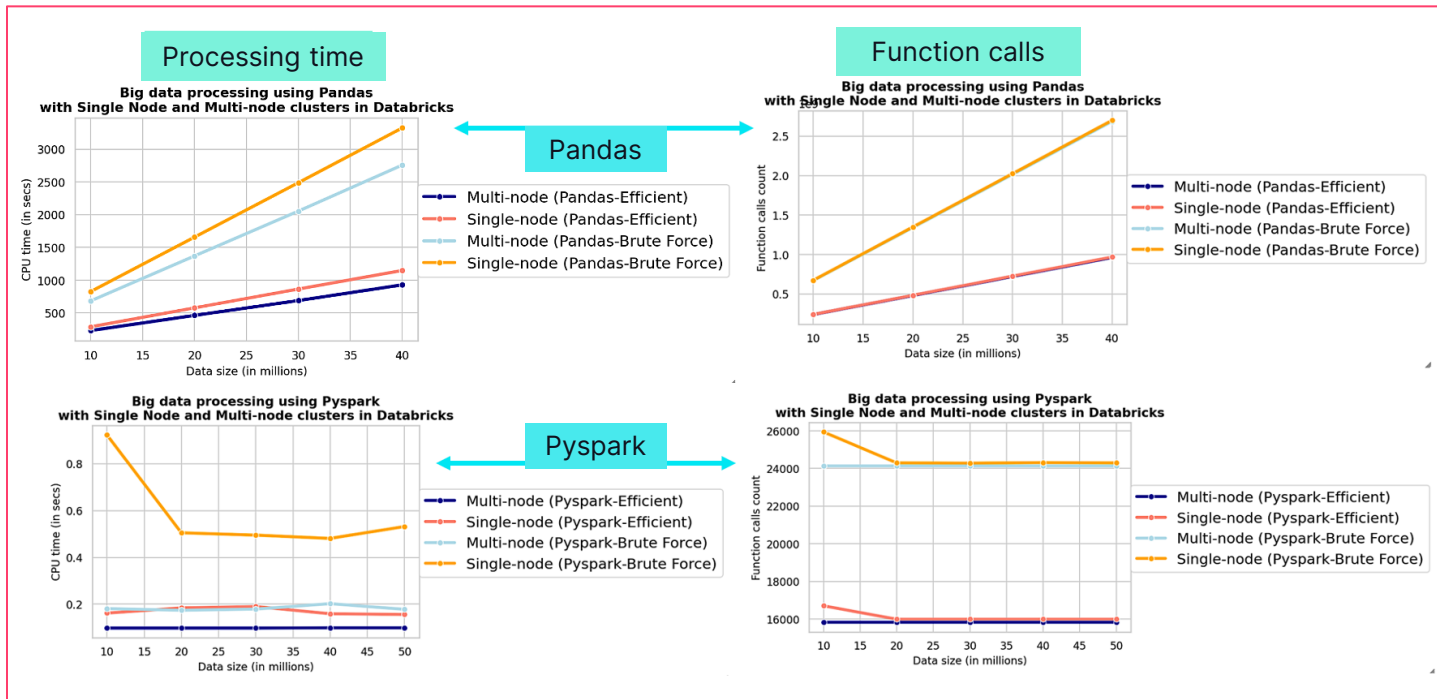 Processing time
Function calls
Big data processing using Pandas
with Single Node and Multi-node clusters in Databricks
3000
2500
2000
1500
1000
500
CPU time (in secs)
10 15 20 25 30 35 40
Data size (in millions)
Multi-node (Pandas-Efficient)
Single-node (Pandas-Efficient)
Multi-node (Pandas-Brute Force)
Single-node (Pandas-Brute Force)
Pandas
Big data processing using Pandas
with Single Node and Multi-node clusters in Databricks
1e9
2.5
2.0
1.5
1.0
0.5
Function calls count
10 15 20 25 30 35 40
Data size (in millions)
Multi-node (Pandas-Efficient)
Single-node (Pandas-Efficient)
Multi-node (Pandas-Brute Force)
Single-node (Pandas-Brute Force)
Big data processing using Pyspark
with Single Node and Multi-node clusters in Databricks
0.8
0.6
0.4
0.2
CPU time (in secs)
10 15 20 25 30 35 40 45 50
Data size (in millions)
Multi-node (Pyspark-Efficient)
Single-node (Pyspark-Efficient)
Multi-node (Pyspark-Brute Force)
Single-node (Pyspark-Brute Force)
Pyspark
Big data processing using Pyspark
with Single Node and Multi-node clusters in Databricks
26000
24000
22000
20000
18000
16000
Function calls count
10 15 20 25 30 35 40 45 50
Data size (in millions)
Multi-node (Pyspark-Efficient)
Single-node (Pyspark-Efficient)
Multi-node (Pyspark-Brute Force)
Single-node (Pyspark-Brute Force)